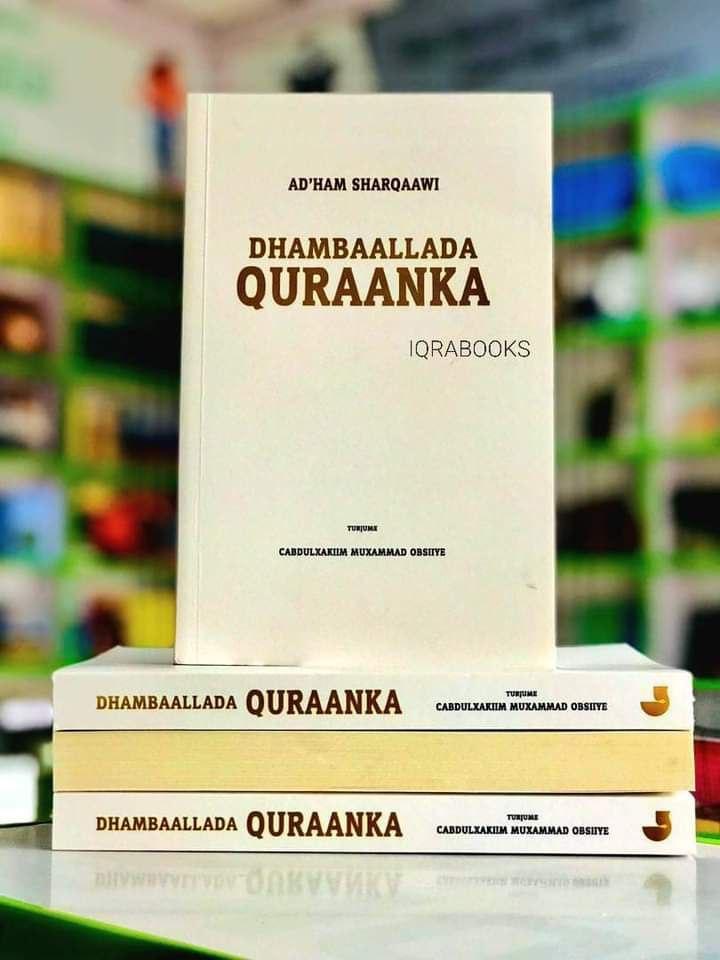 AD'HAM SHARQAAWI
DHAMBAALLADA
QURAANKA
IQRABOOKS
TURJUME
CABDULXAKIIM MUXAMMAD OBSIIYE
DHAMBAALLADA QURAANKA
TURJUME
CABDULXAKIIM MUXAMMAD OBSIIYE
DHAMBAALLADA QURAANKA
TURJUME
CABDULXAKIIM MUXAMMAD OBSIIYE